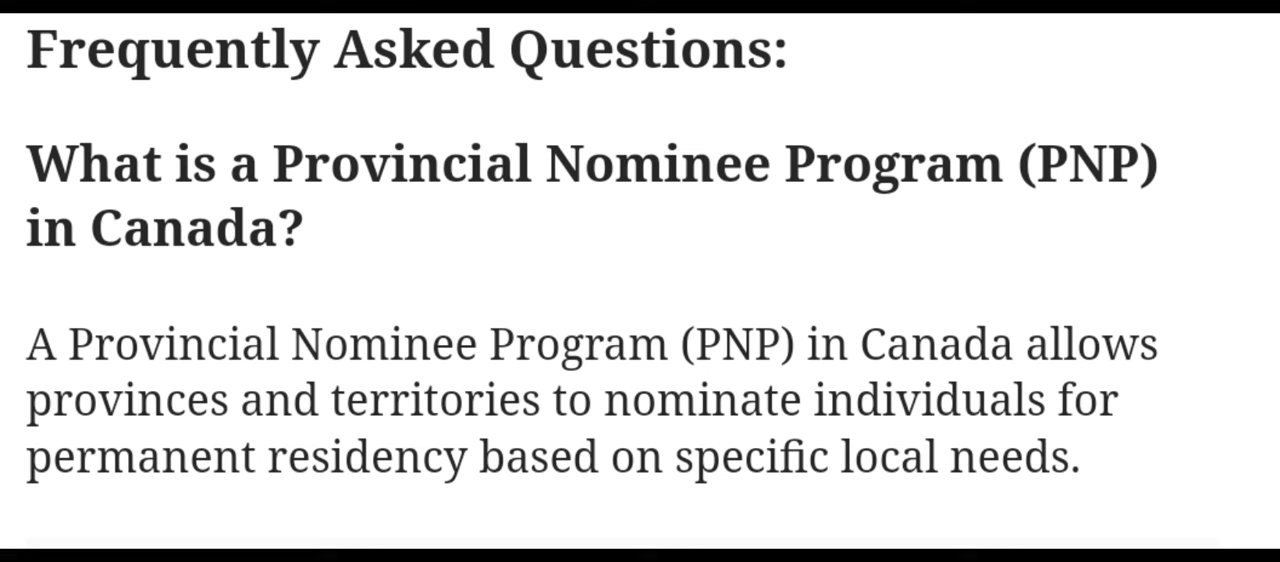 Frequently Asked Questions:
What is a Provincial Nominee Program (PNP)
in Canada?
A Provincial Nominee Program (PNP) in Canada allows
provinces and territories to nominate individuals for
permanent residency based on specific local needs.